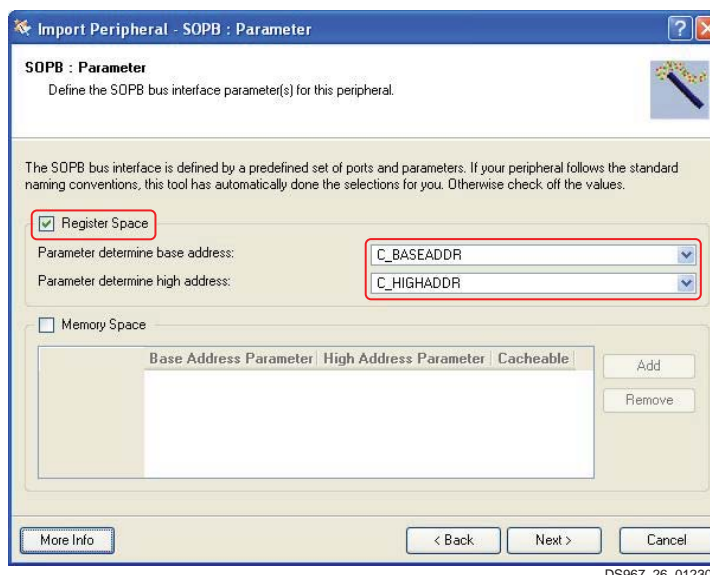 Import Peripheral - SOPB : Parameter
SOPB : Parameter
Define the SOPB bus interface parameter(s) for this peripheral.
The SOPB bus interface is defined by a predefined set of ports and parameters. If your peripheral follows the standard
naming conventions, this tool has automatically done the selections for you. Otherwise check off the values.
Register Space
Parameter determine base address: C_BASEADDR
Parameter determine high address: C_HIGHADDR
Memory Space
Base Address Parameter High Address Parameter Cacheable
Add
Remove
More Info < Back Next > Cancel